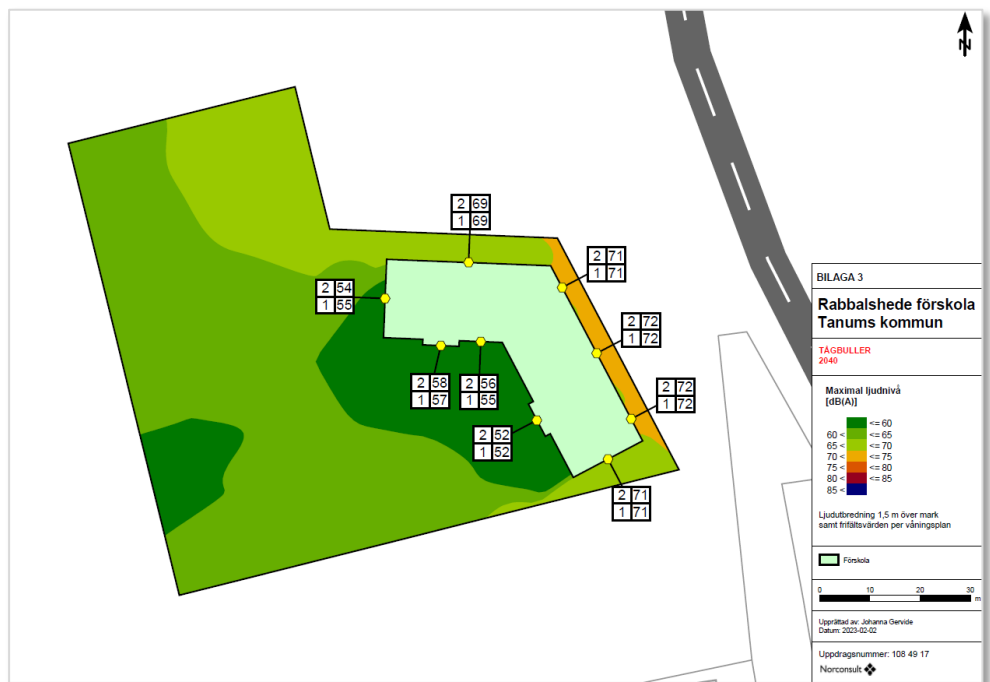 N
2 69
1 69
2 71
1 71
2 54
1 55
2 72
1 72
2 58
1 57
2 56
1 55
2 72
1 72
2 52
1 52
2 71
1 71
BILAGA 3
Rabbalshede förskola
Tanums kommun
TÅGBULLER
2040
Maximal ljudnivå
[dB(A)]
<= 60
60 < <= 65
65 < <= 70
70 < <= 75
75 < <= 80
80 < <= 85
85 <
Ljudutbredning 1,5 m över mark
samt frifältsvärden per våningsplan
Förskola
0 10 20 30
m
Upprättad av: Johanna Gervide
Datum: 2023-02-02
Uppdragsnummer: 108 49 17
Norconsult